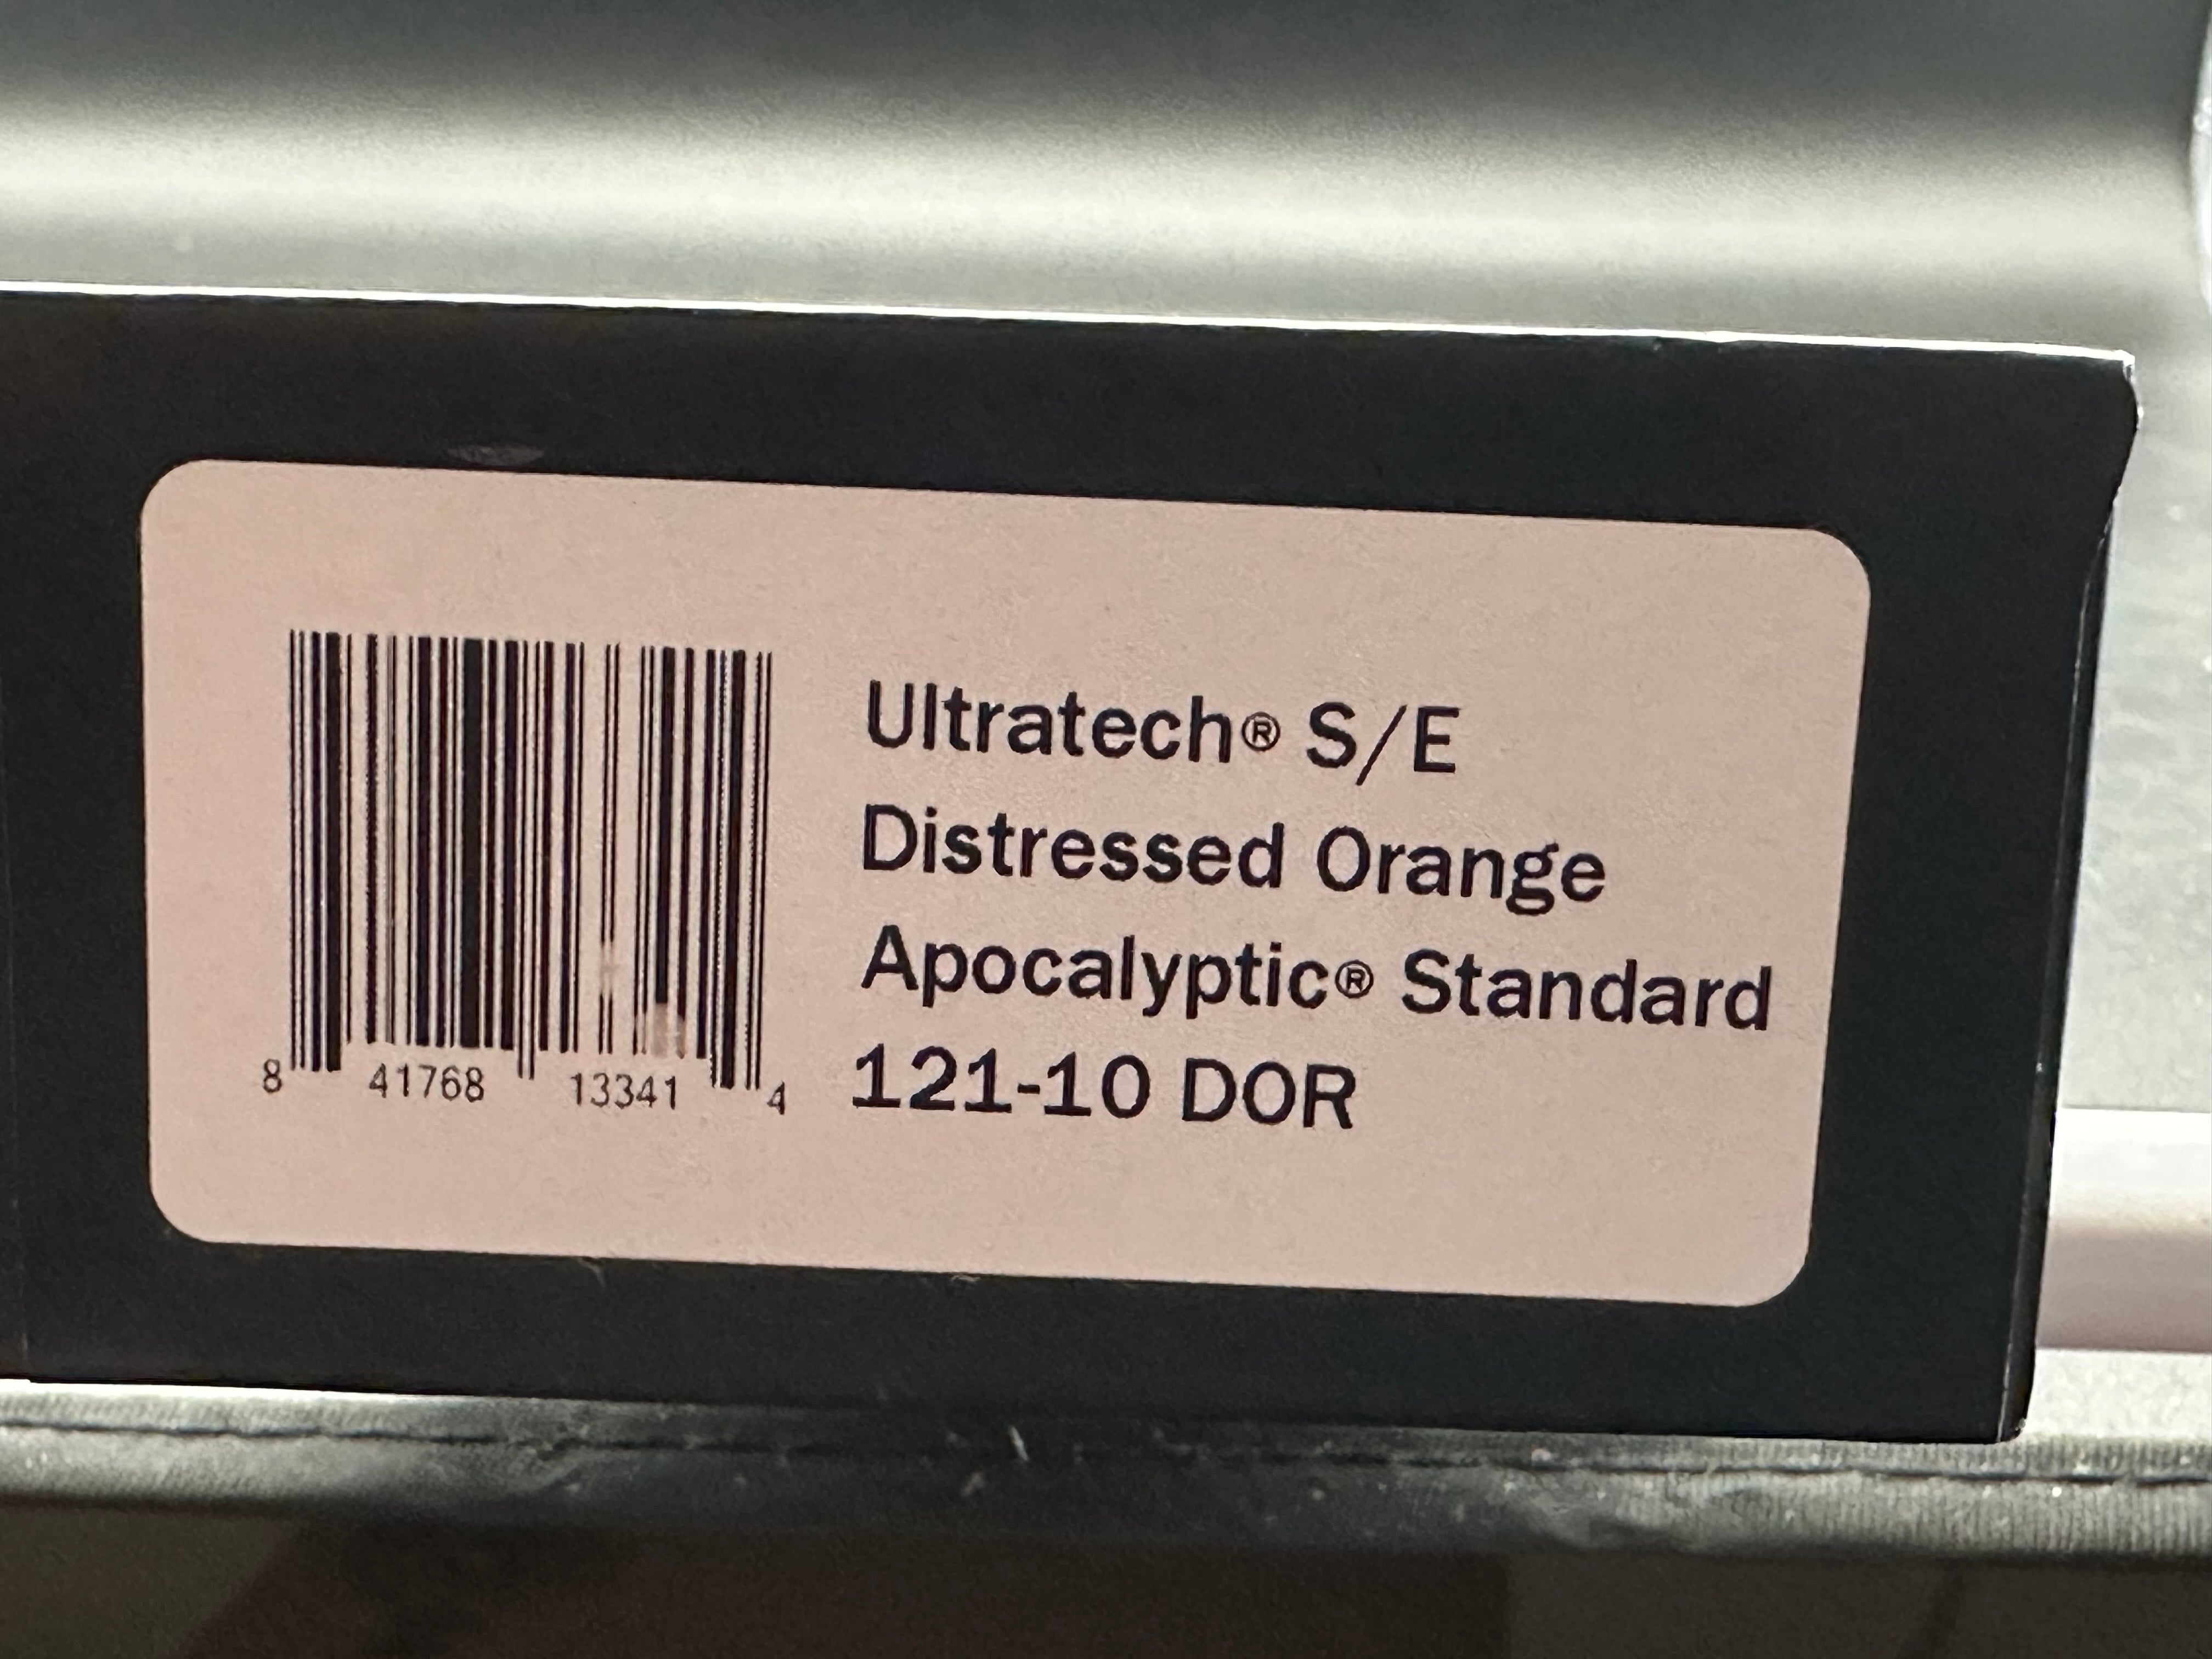 Ultratech® S/E
Distressed Orange
Apocalyptic® Standard
121-10 DOR
8 41768 13341 4